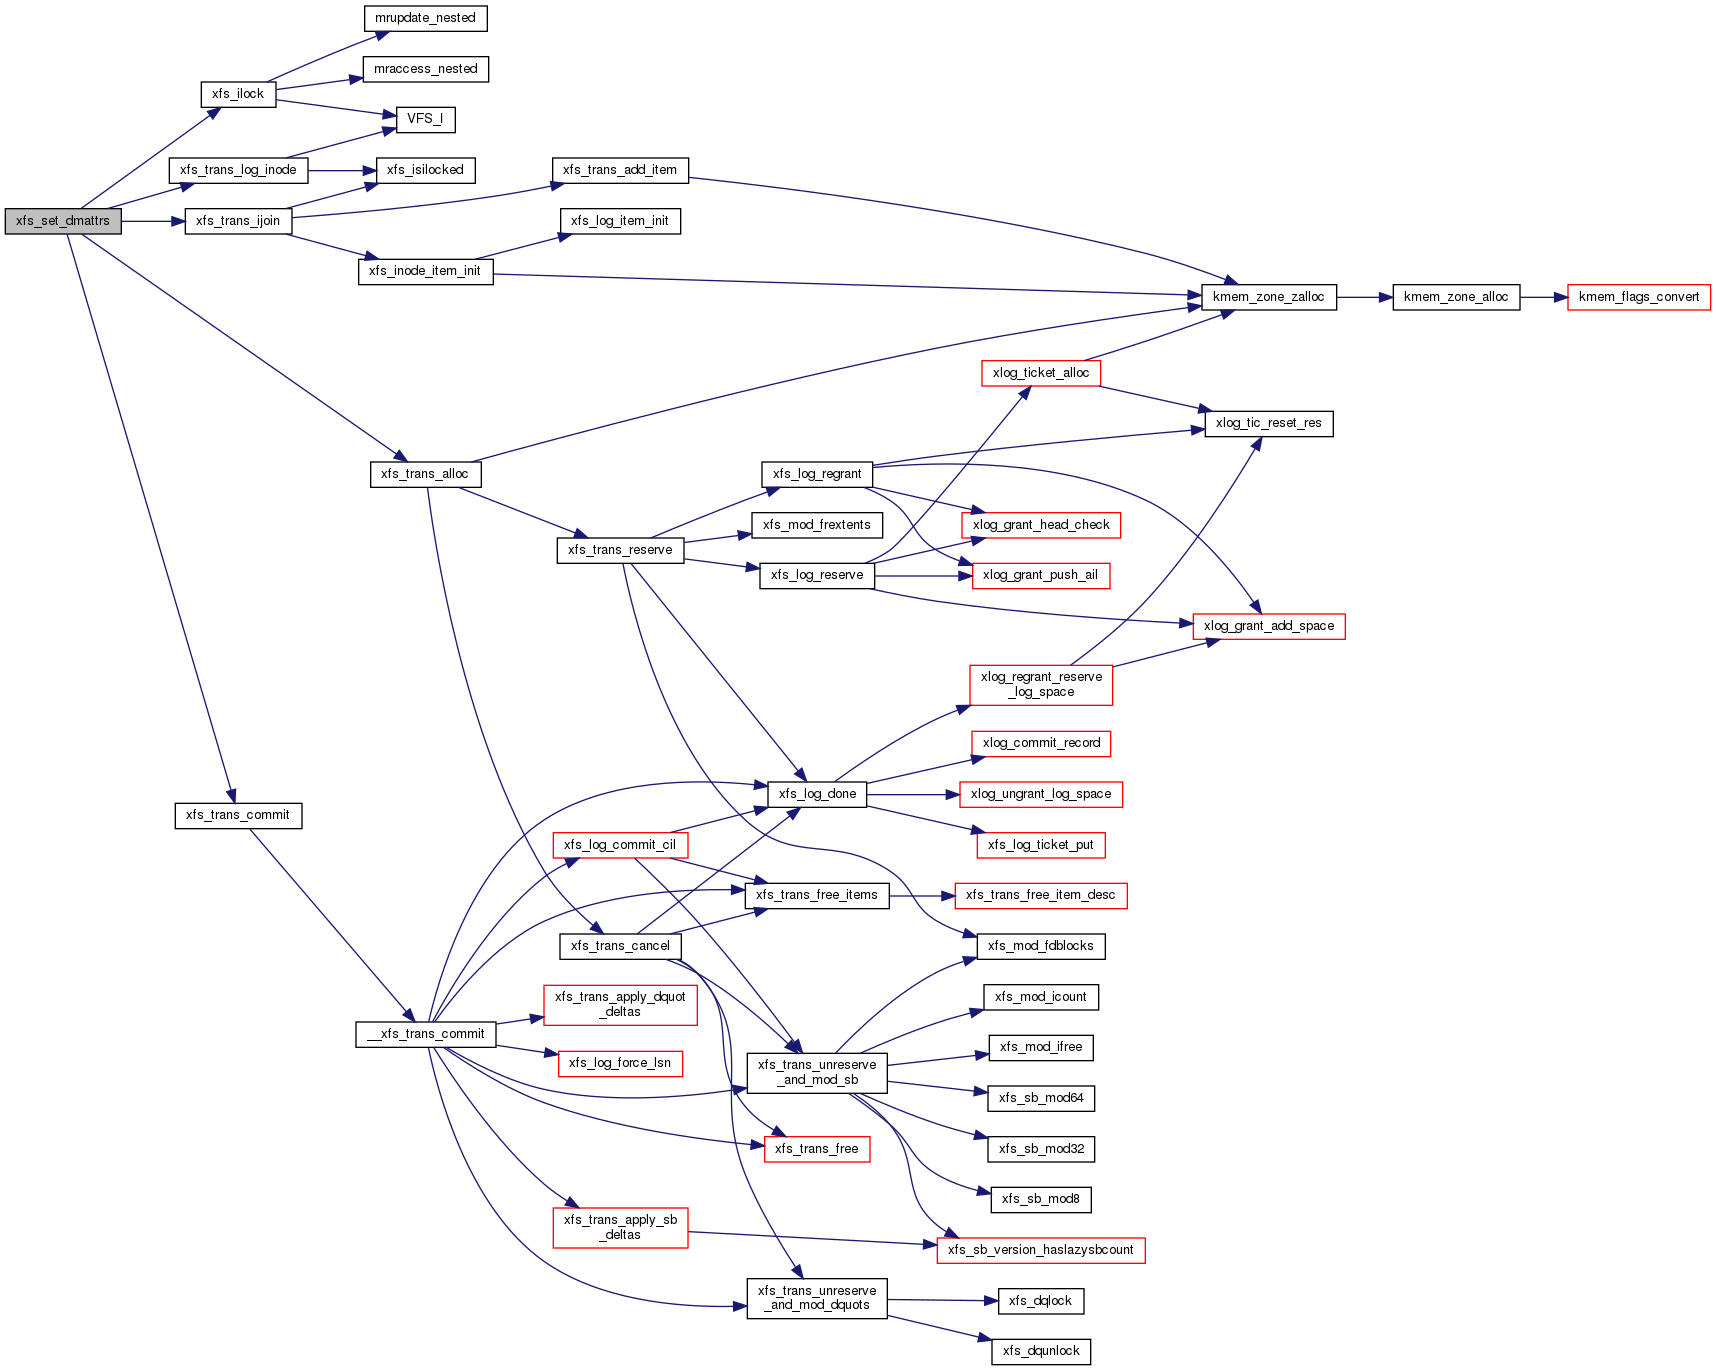 mrupdate_nested
mraccess_nested
xfs_ilock
VFS_I
xfs_trans_log_inode
xfs_isilocked
xfs_trans_add_item
xfs_set_dmattrs
xfs_trans_ijoin
xfs_log_item_init
xfs_inode_item_init
kmem_zone_zalloc
kmem_zone_alloc
kmem_flags_convert
xlog_ticket_alloc
xlog_tic_reset_res
xfs_trans_alloc
xfs_log_regrant
xfs_mod_frextents
xlog_grant_head_check
xfs_trans_reserve
xfs_log_reserve
xlog_grant_push_ail
xlog_grant_add_space
xlog_regrant_reserve
_log_space
xlog_commit_record
xfs_log_done
xlog_ungrant_log_space
xfs_trans_commit
xfs_log_commit_cil
xfs_log_ticket_put
xfs_trans_free_items
xfs_trans_free_item_desc
xfs_trans_cancel
xfs_mod_fdblocks
xfs_trans_apply_dquot
_deltas
xfs_mod_icount
__xfs_trans_commit
xfs_log_force_lsn
xfs_mod_ifree
xfs_trans_unreserve
_and_mod_sb
xfs_sb_mod64
xfs_trans_free
xfs_sb_mod32
xfs_sb_mod8
xfs_trans_apply_sb
_deltas
xfs_sb_version_haslazysbcount
xfs_trans_unreserve
_and_mod_dquots
xfs_dqlock
xfs_dqunlock